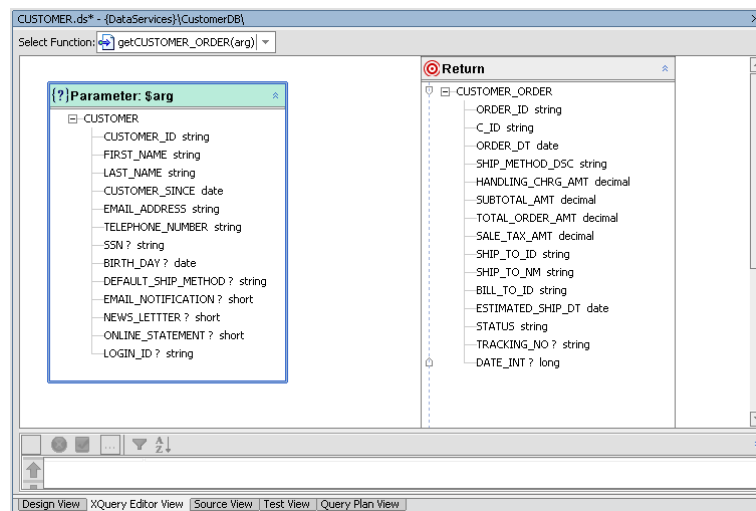 CUSTOMER.ds* - {DataServices}\CustomerDB\
Select Function: getCUSTOMER_ORDER(arg)
{?}Parameter: $arg
CUSTOMER
CUSTOMER_ID string
FIRST_NAME string
LAST_NAME string
CUSTOMER_SINCE date
EMAIL_ADDRESS string
TELEPHONE_NUMBER string
SSN ? string
BIRTH_DAY ? date
DEFAULT_SHIP_METHOD ? string
EMAIL_NOTIFICATION ? short
NEWS_LETTTER ? short
ONLINE_STATEMENT ? short
LOGIN_ID ? string
Return
CUSTOMER_ORDER
ORDER_ID string
C_ID string
ORDER_DT date
SHIP_METHOD_DSC string
HANDLING_CHRG_AMT decimal
SUBTOTAL_AMT decimal
TOTAL_ORDER_AMT decimal
SALE_TAX_AMT decimal
SHIP_TO_ID string
SHIP_TO_NM string
BILL_TO_ID string
ESTIMATED_SHIP_DT date
STATUS string
TRACKING_NO ? string
DATE_INT ? long
Design View XQuery Editor View Source View Test View Query Plan View